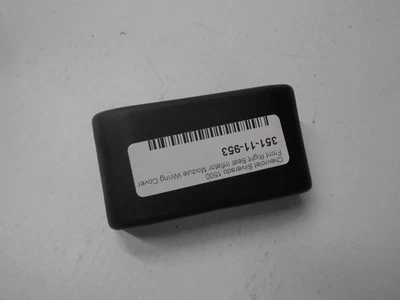 Chevrolet Silverado 1500
Front Right Seat Inflator Module Wiring Cover
351-11-953